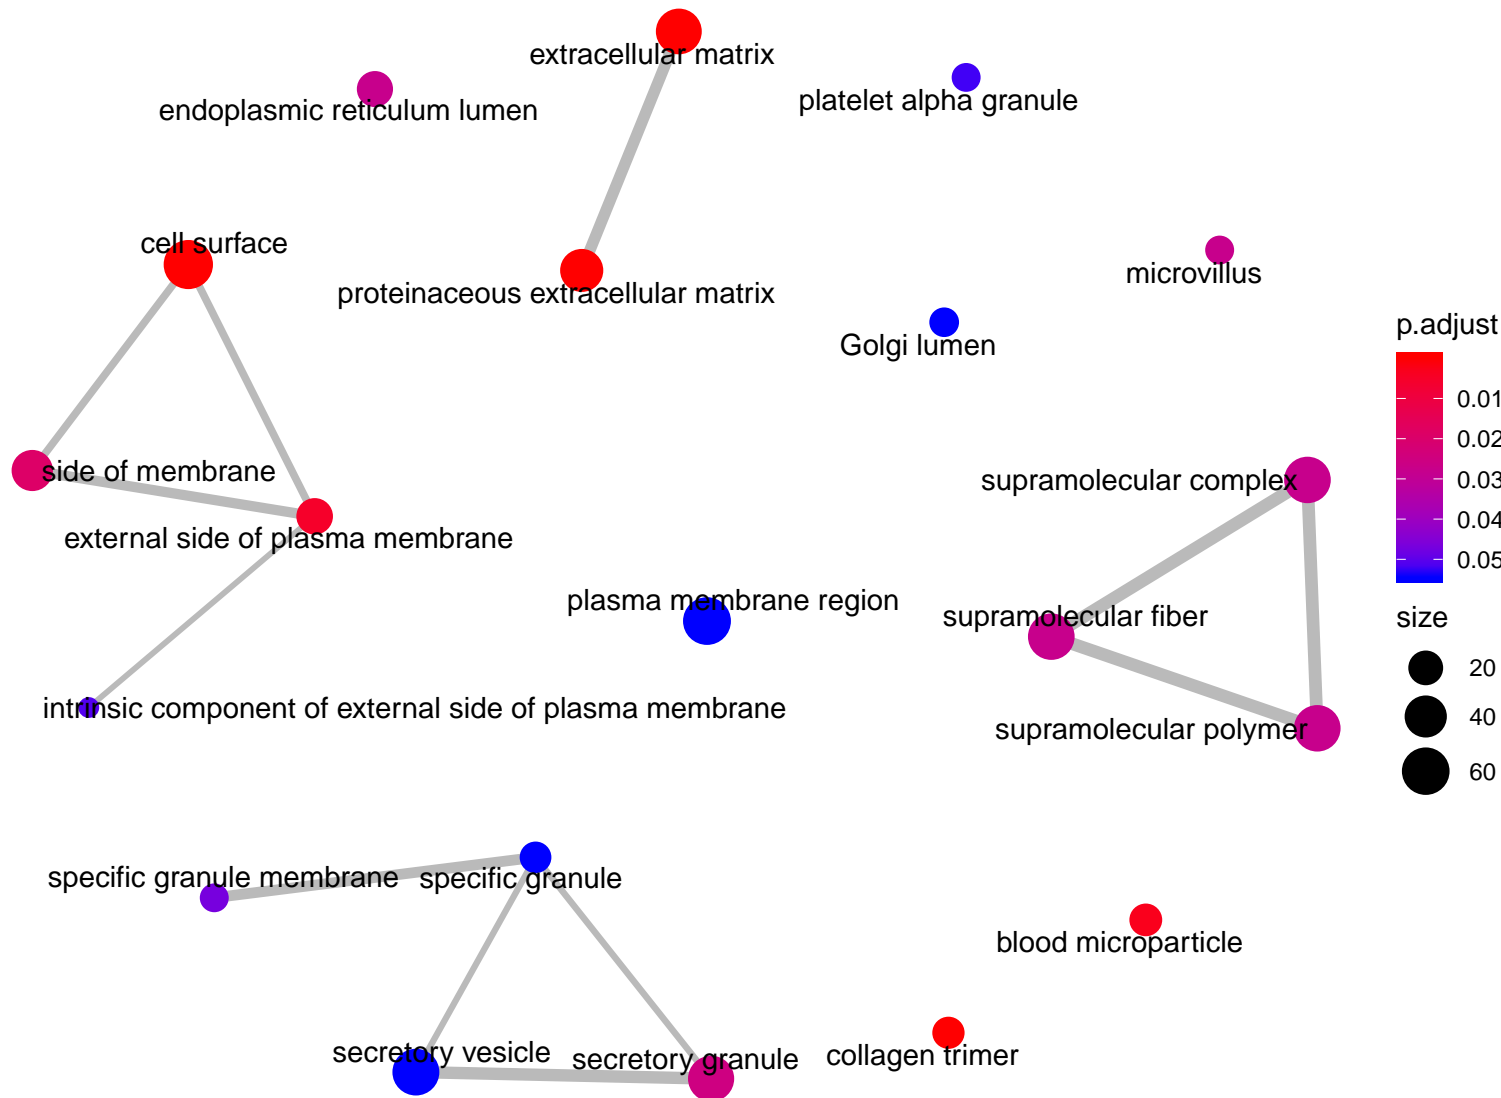 extracellular matrix
platelet alpha granule
endoplasmic reticulum lumen
cell surface
microvillus
proteinaceous extracellular matrix
Golgi lumen
side of membrane
supramolecular complex
external side of plasma membrane
plasma membrane region
supramolecular fiber
intrinsic component of external side of plasma membrane
supramolecular polymer
specific granule membrane
specific granule
blood microparticle
secretory vesicle
secretory granule
collagen trimer
p.adjust
0.01
0.02
0.03
0.04
0.05
size
20
40
60